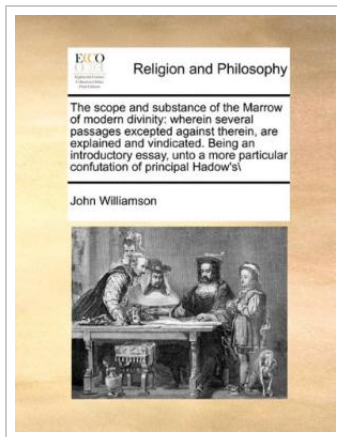 ECCO
Religion and Philosophy
The scope and substance of the Marrow
of modern divinity: wherein several
passages excepted against therein, are
explained and vindicated. Being an
introductory essay, unto a more particular
confutation of principal Hadow's\
John Williamson